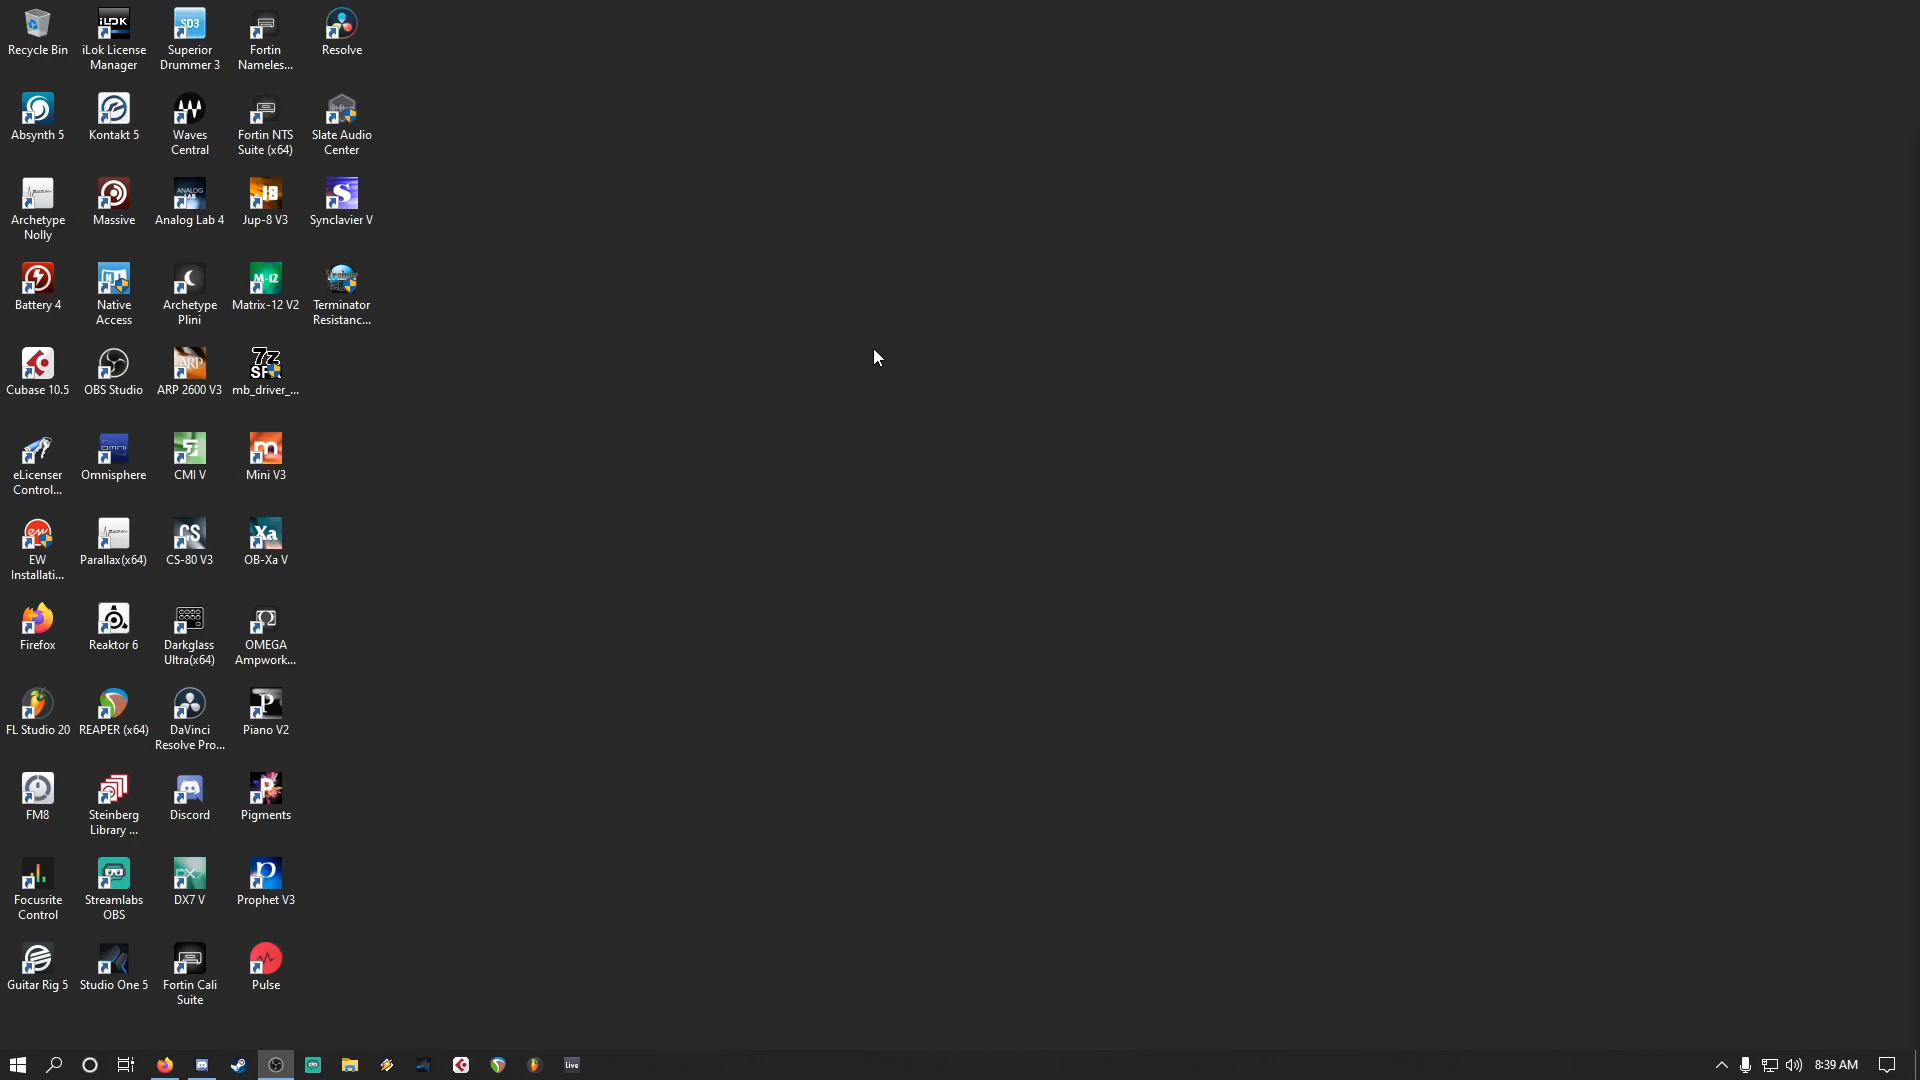 Recycle Bin
iLok License
Manager
Superior
Drummer 3
Fortin
Nameless...
Resolve
Absynth 5
Kontakt 5
Waves
Central
Fortin NTS
Suite (x64)
Slate Audio
Center
Archetype
Nolly
Massive
Analog Lab 4
Jup-8 V3
Synclavier V
Battery 4
Native
Access
Archetype
Plini
Matrix-12 V2
Terminator
Resistanc...
Cubase 10.5
OBS Studio
ARP 2600 V3
mb_driver_...
eLicenser
Control...
Omnisphere
CMI V
Mini V3
EW
Installati...
Parallax(x64)
CS-80 V3
OB-Xa V
Firefox
Reaktor 6
Darkglass
Ultra(x64)
OMEGA
Ampwork...
FL Studio 20
REAPER (x64)
DaVinci
Resolve Pro...
Piano V2
FM8
Steinberg
Library ...
Discord
Pigments
Focusrite
Control
Streamlabs
OBS
DX7 V
Prophet V3
Guitar Rig 5
Studio One 5
Fortin Cali
Suite
Pulse
live
8:39 AM